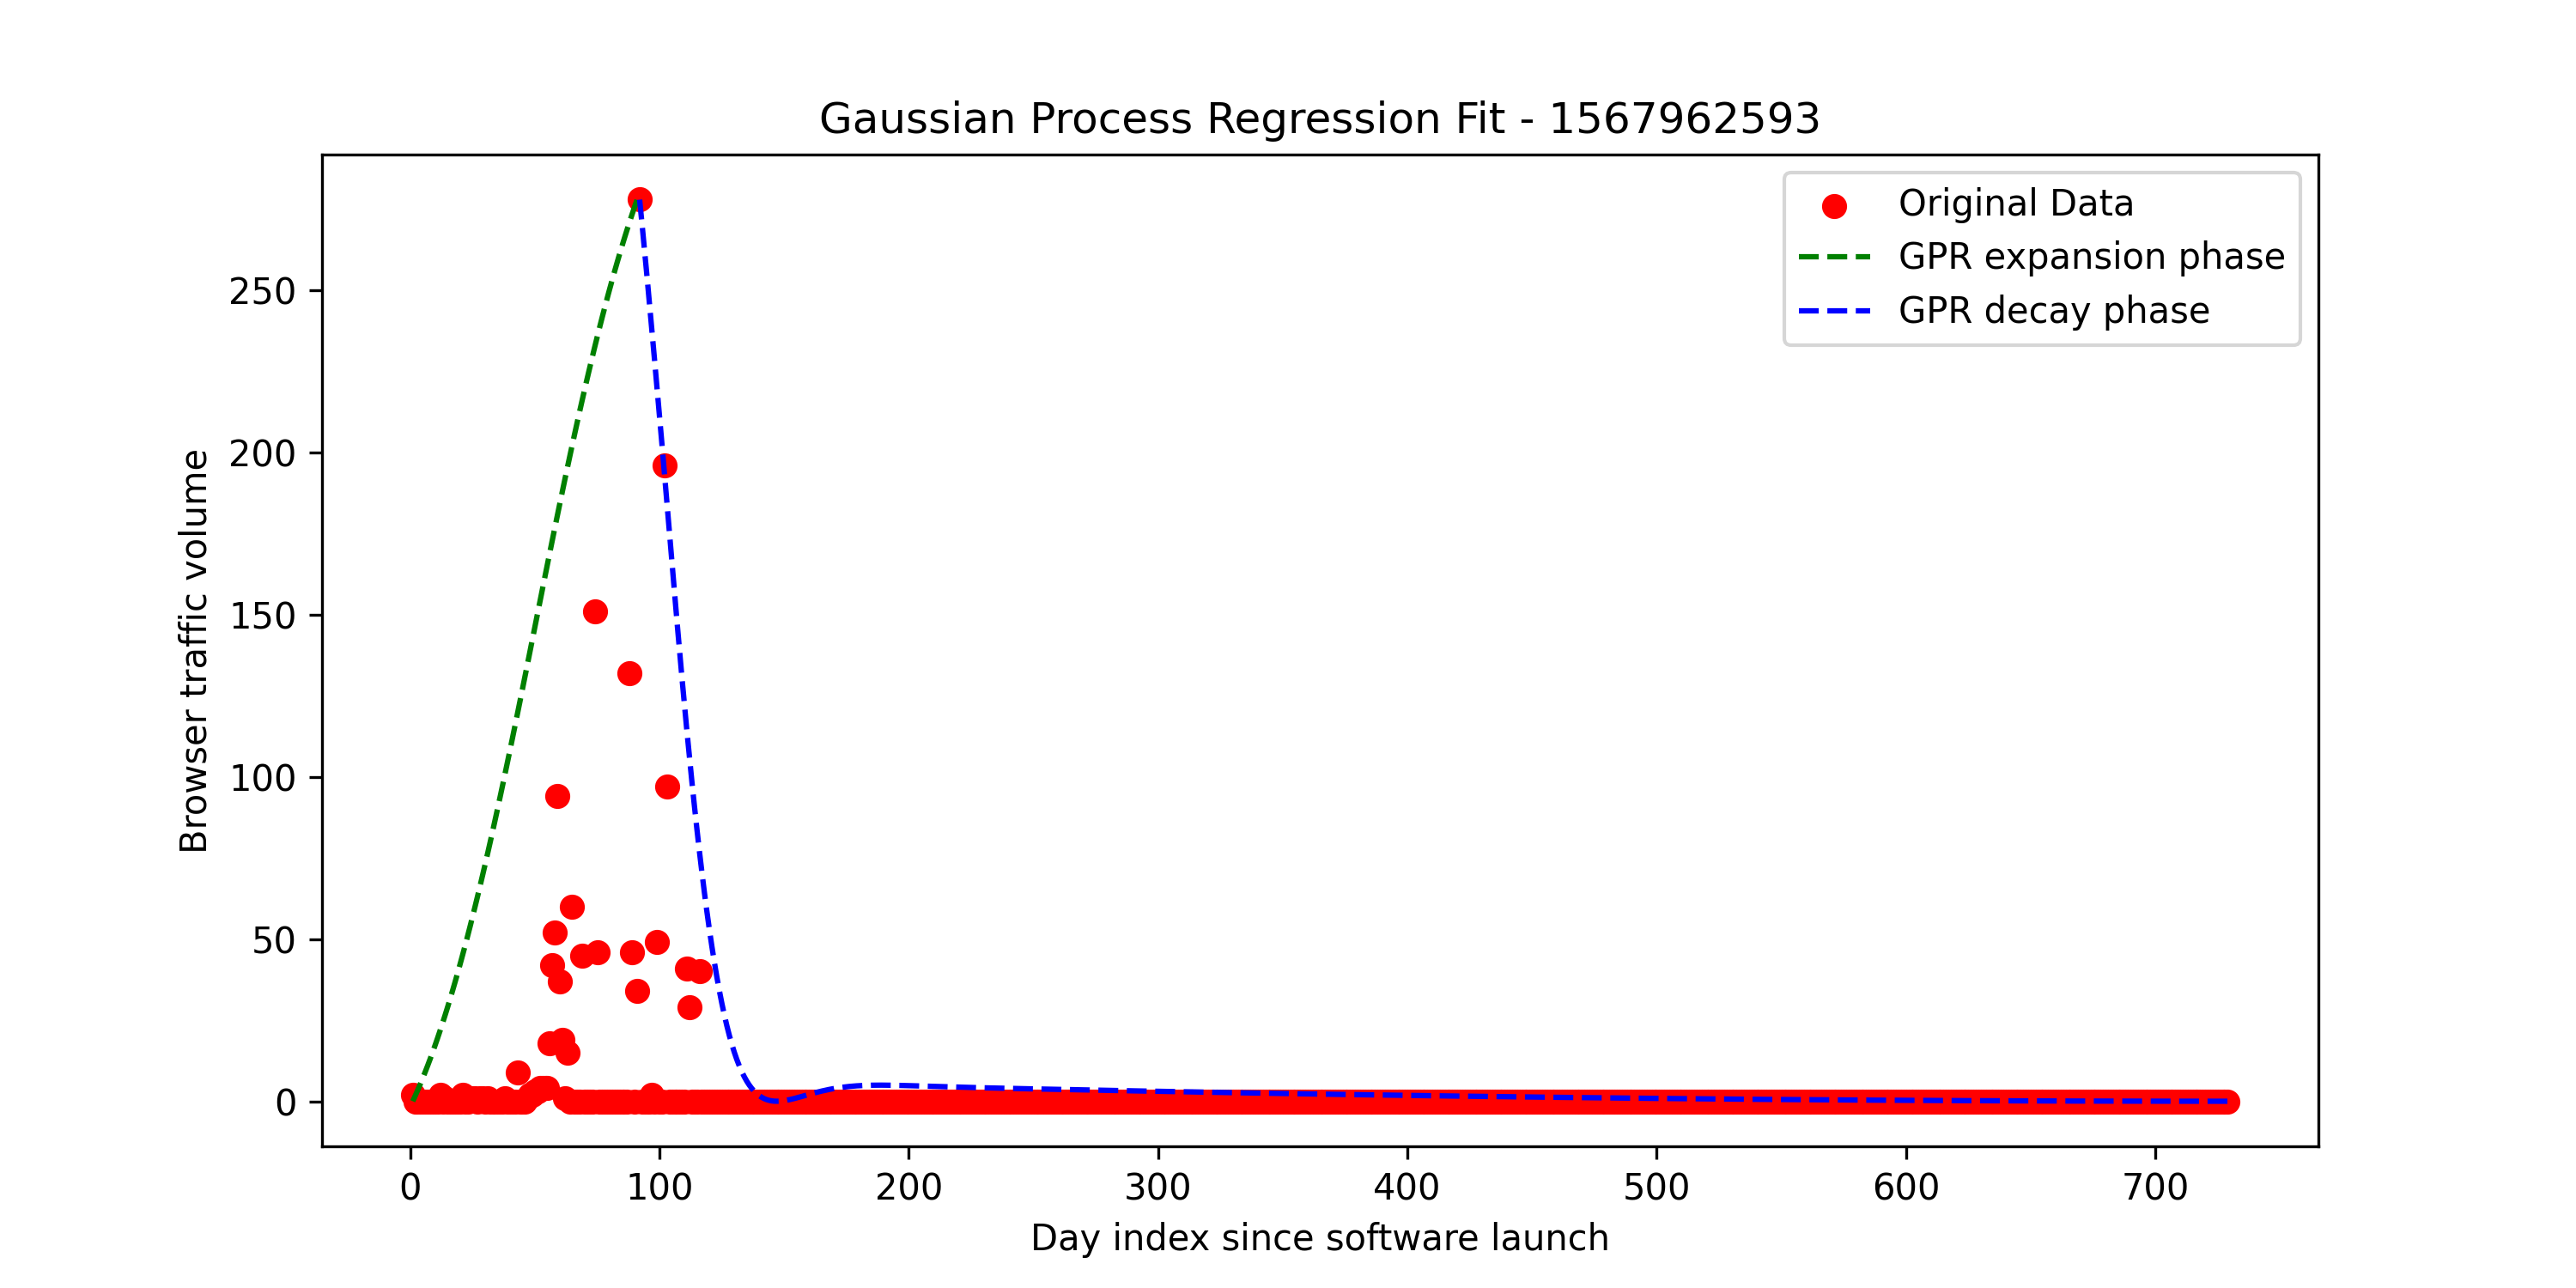 Gaussian Process Regression Fit - 1567962593
Original Data
GPR expansion phase
GPR decay phase
Browser traffic volume
250
200
150
100
50
0
0 100 200 300 400 500 600 700
Day index since software launch